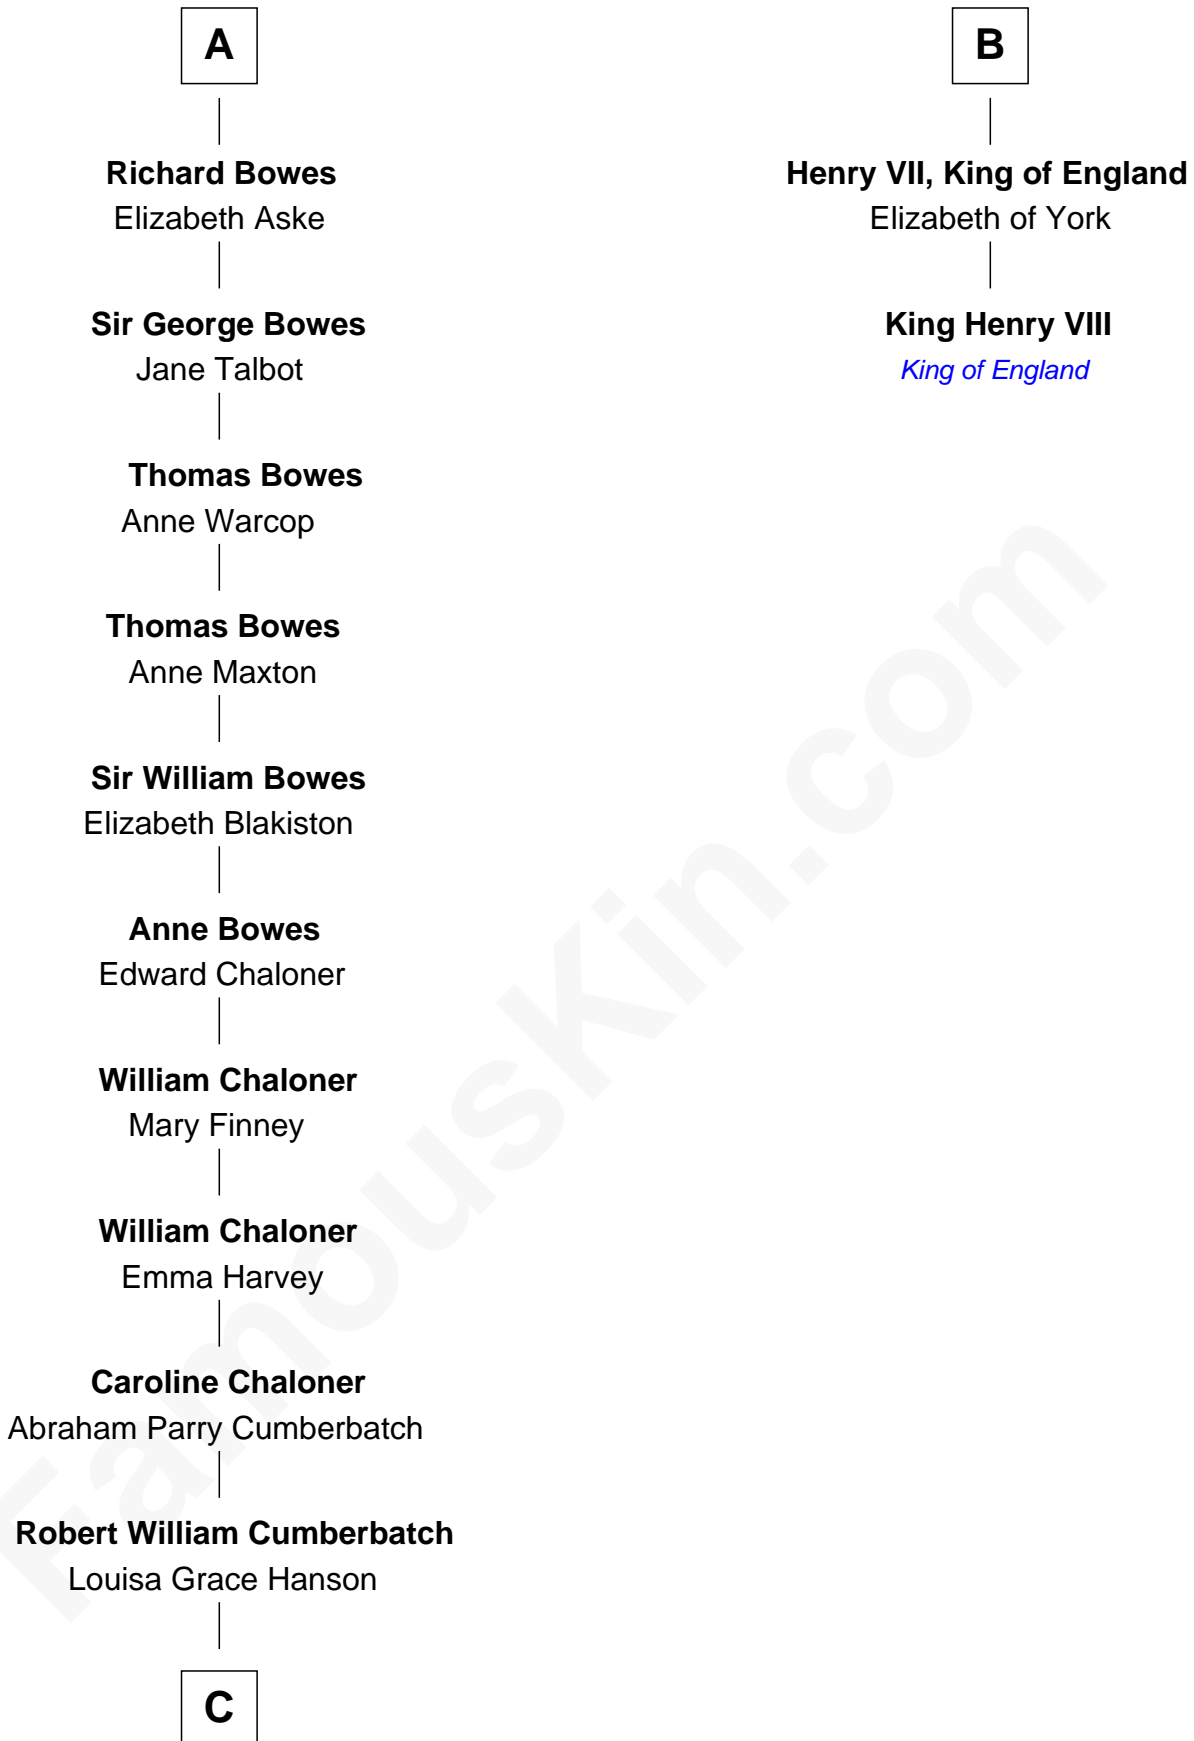 A
B
Richard Bowes
Elizabeth Aske
Henry VII, King of England
Elizabeth of York
Sir George Bowes
Jane Talbot
King Henry VIII
King of England
Thomas Bowes
Anne Warcop
Thomas Bowes
Anne Maxton
Sir William Bowes
Elizabeth Blakiston
Anne Bowes
Edward Chaloner
William Chaloner
Mary Finney
William Chaloner
Emma Harvey
Caroline Chaloner
Abraham Parry Cumberbatch
Robert William Cumberbatch
Louisa Grace Hanson
C
FamousKin.com